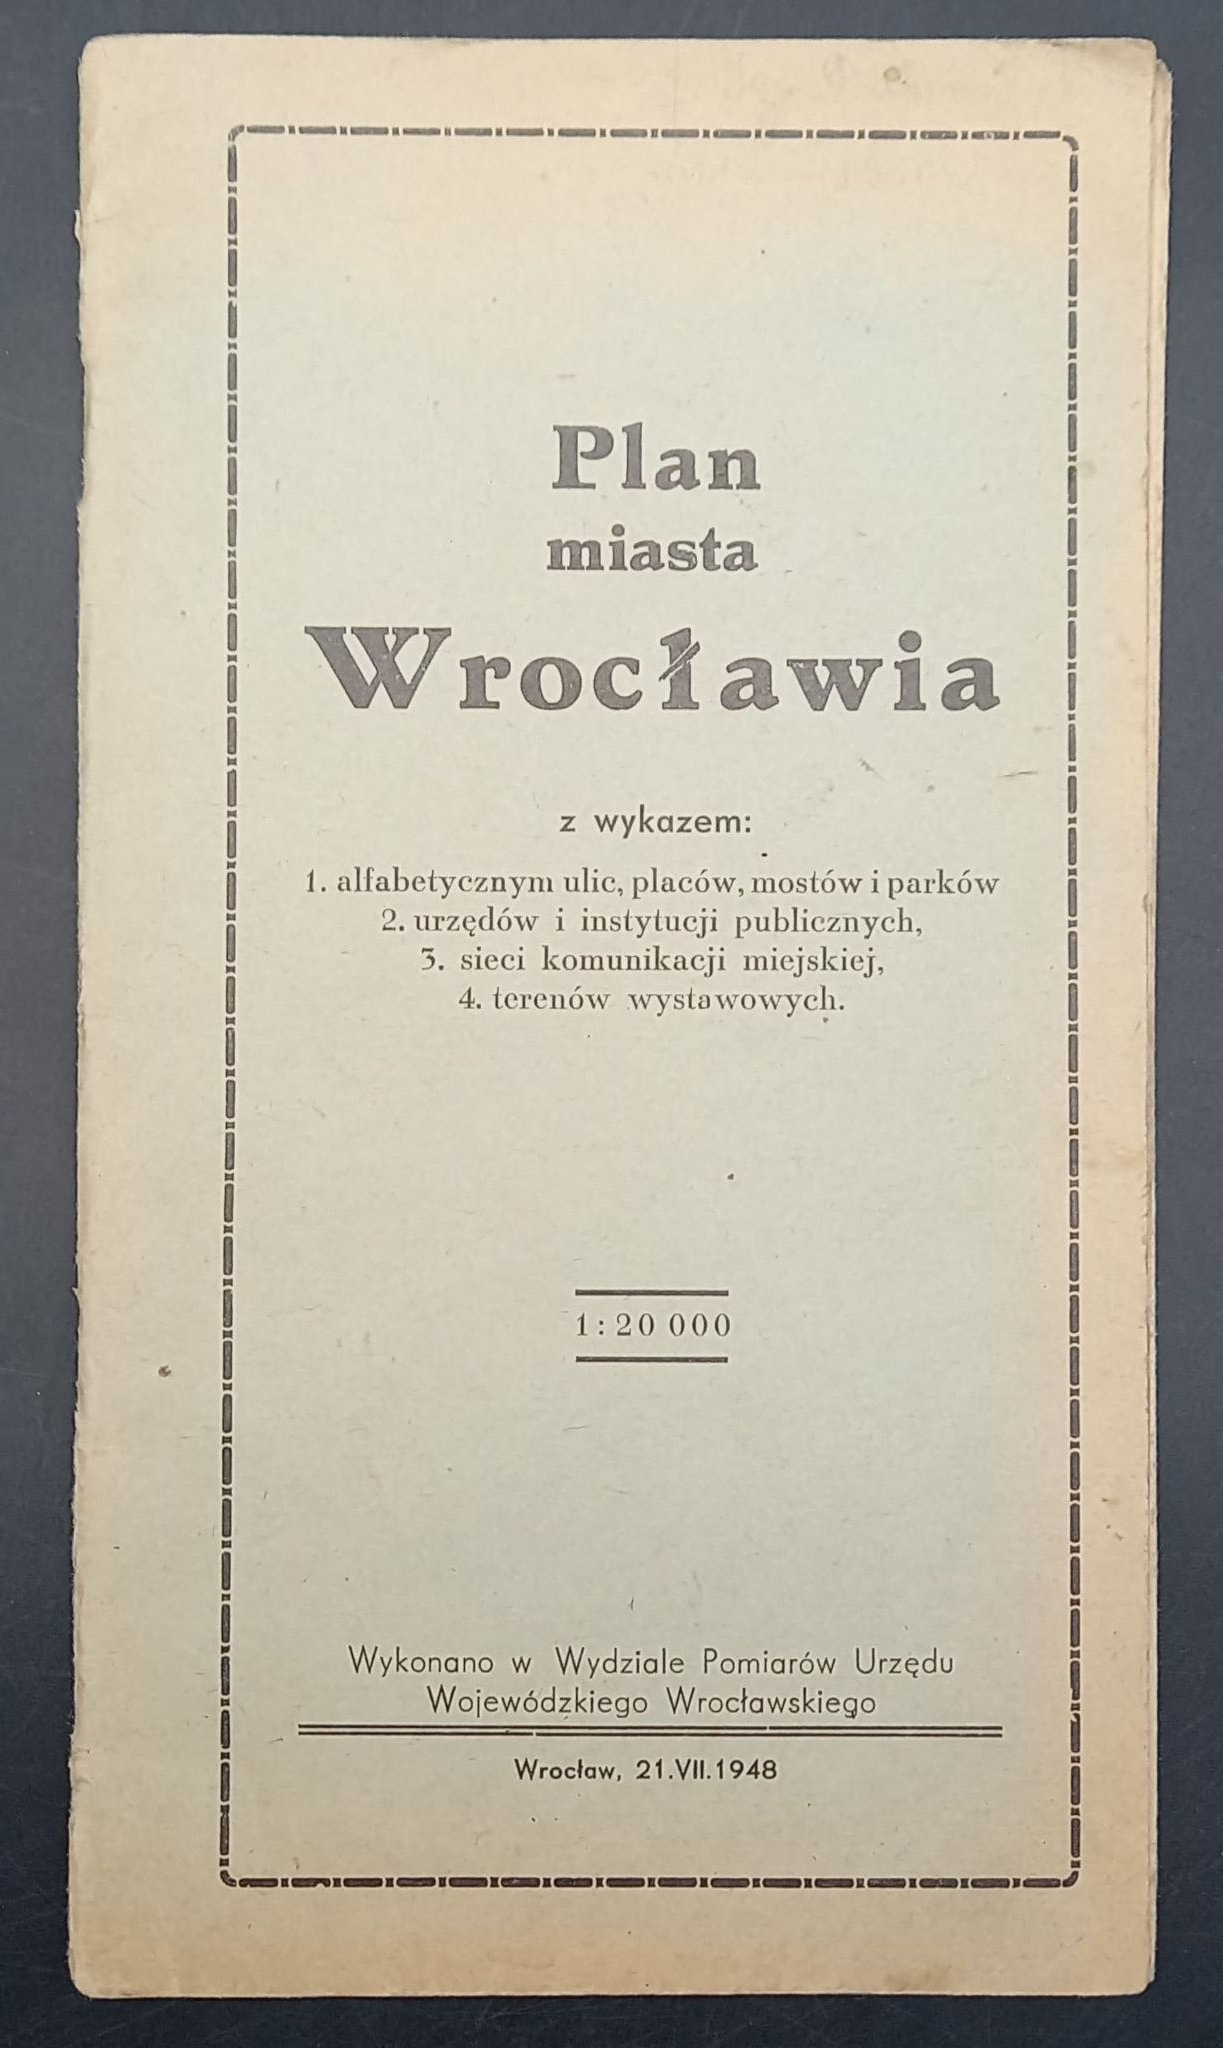 Plan
miasta
Wrocławia
z wykazem:
1. alfabetycznym ulic, placów, mostów i parków
2. urzędów i instytucji publicznych,
3. sieci komunikacji miejskiej,
4. terenów wystawowych.
1:20 000
Wykonano w Wydziale Pomiarów Urzędu
Wojewódzkiego Wrocławskiego
Wrocław, 21.VII.1948